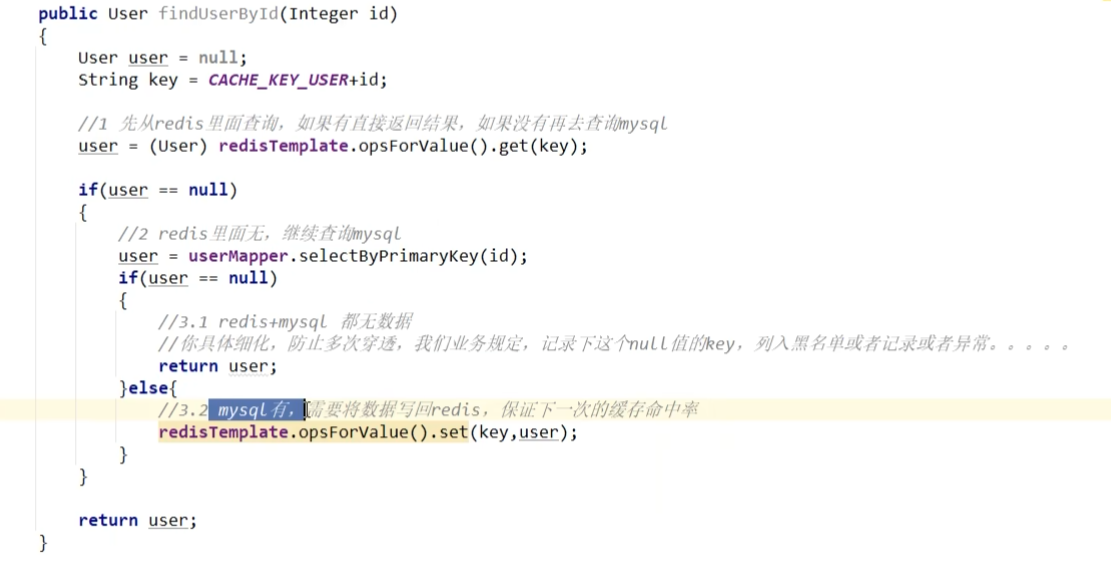 public User findUserById(Integer id)
{
User user = null;
String key = CACHE_KEY_USER+id;
//1 先从redis里面查询，如果有直接返回结果，如果没有再去查询mysql
user = (User) redisTemplate.opsForValue().get(key);
if(user == null)
{
//2 redis里面无，继续查询mysql
user = userMapper.selectByPrimaryKey(id);
if(user == null)
{
//3.1 redis+mysql 都无数据
//你具体细化，防止多次穿透，我们业务规定，记录下这个null值的key，列入黑名单或者记录或者异常。。。。。
return user;
}else{
//3.2 mysql有，需要将数据写回redis，保证下一次的缓存命中率
redisTemplate.opsForValue().set(key,user);
}
}
return user;
}